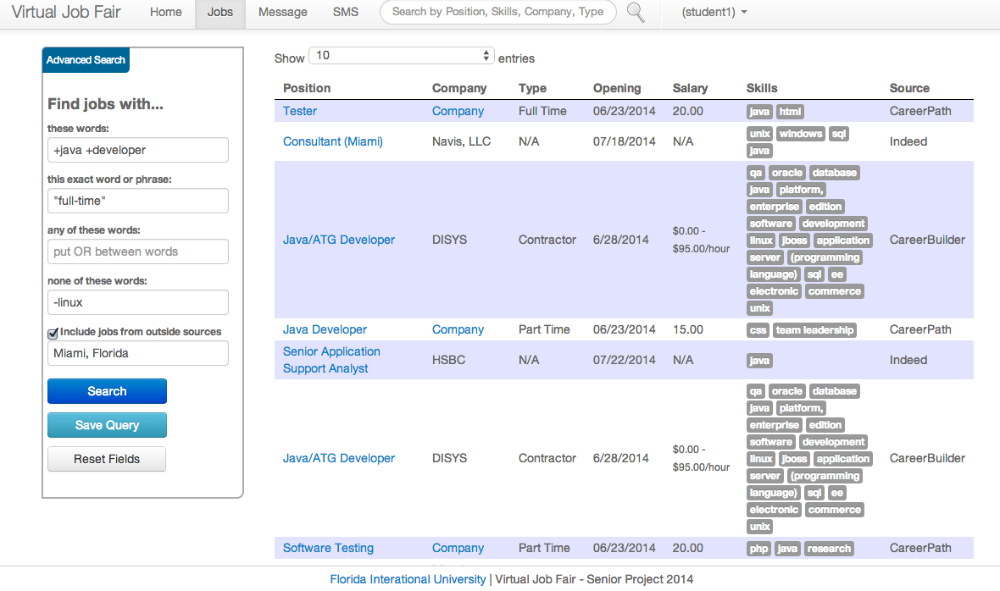 Virtual Job Fair Home Jobs Message SMS Search by Position, Skills, Company, Type (student1)
Advanced Search
Find jobs with...
these words:
+java +developer
this exact word or phrase:
"full-time"
any of these words:
put OR between words
none of these words:
-linux
Include jobs from outside sources
Miami, Florida
Search
Save Query
Reset Fields
Show 10 entries
Position Company Type Opening Salary Skills Source
Tester Company Full Time 06/23/2014 20.00 java html CareerPath
Consultant (Miami) Navis, LLC N/A 07/18/2014 N/A unix windows sql
java Indeed
Java/ATG Developer DISYS Contractor 6/28/2014 $0.00 -
$95.00/hour
qa oracle database
java platform,
enterprise edition
software development
linux jboss application
server (programming
language) sql ee
electronic commerce
unix
CareerBuilder
Java Developer Company Part Time 06/23/2014 15.00 css team leadership CareerPath
Senior Application
Support Analyst HSBC N/A 07/22/2014 N/A java Indeed
Java/ATG Developer DISYS Contractor 6/28/2014 $0.00 -
$95.00/hour
qa oracle database
java platform,
enterprise edition
software development
linux jboss application
server (programming
language) sql ee
electronic commerce
unix
CareerBuilder
Software Testing Company Part Time 06/23/2014 20.00 php java research CareerPath
Florida Interational University | Virtual Job Fair - Senior Project 2014